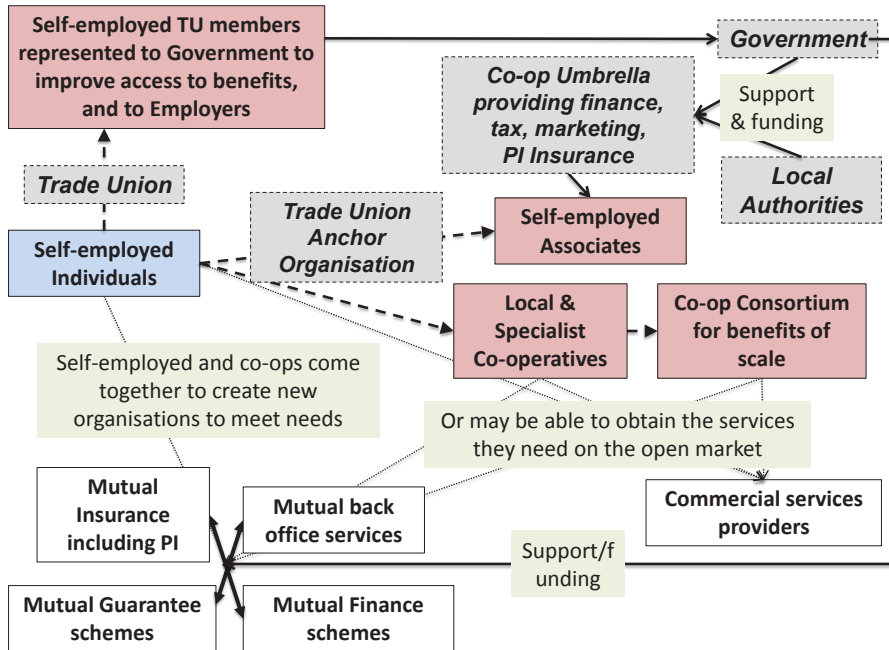 Self-employed TU members
represented to Government to
improve access to benefits,
and to Employers
Government
Co-op Umbrella
providing finance,
tax, marketing,
PI Insurance
Support
& funding
Trade Union
Local
Authorities
Trade Union
Anchor
Organisation
Self-employed
Associates
Self-employed
Individuals
Local &
Specialist
Co-operatives
Co-op Consortium
for benefits of
scale
Self-employed and co-ops come
together to create new
organisations to meet needs
Or may be able to obtain the services
they need on the open market
Mutual
Insurance
including PI
Mutual back
office services
Commercial services
providers
Support/f
unding
Mutual Guarantee
schemes
Mutual Finance
schemes